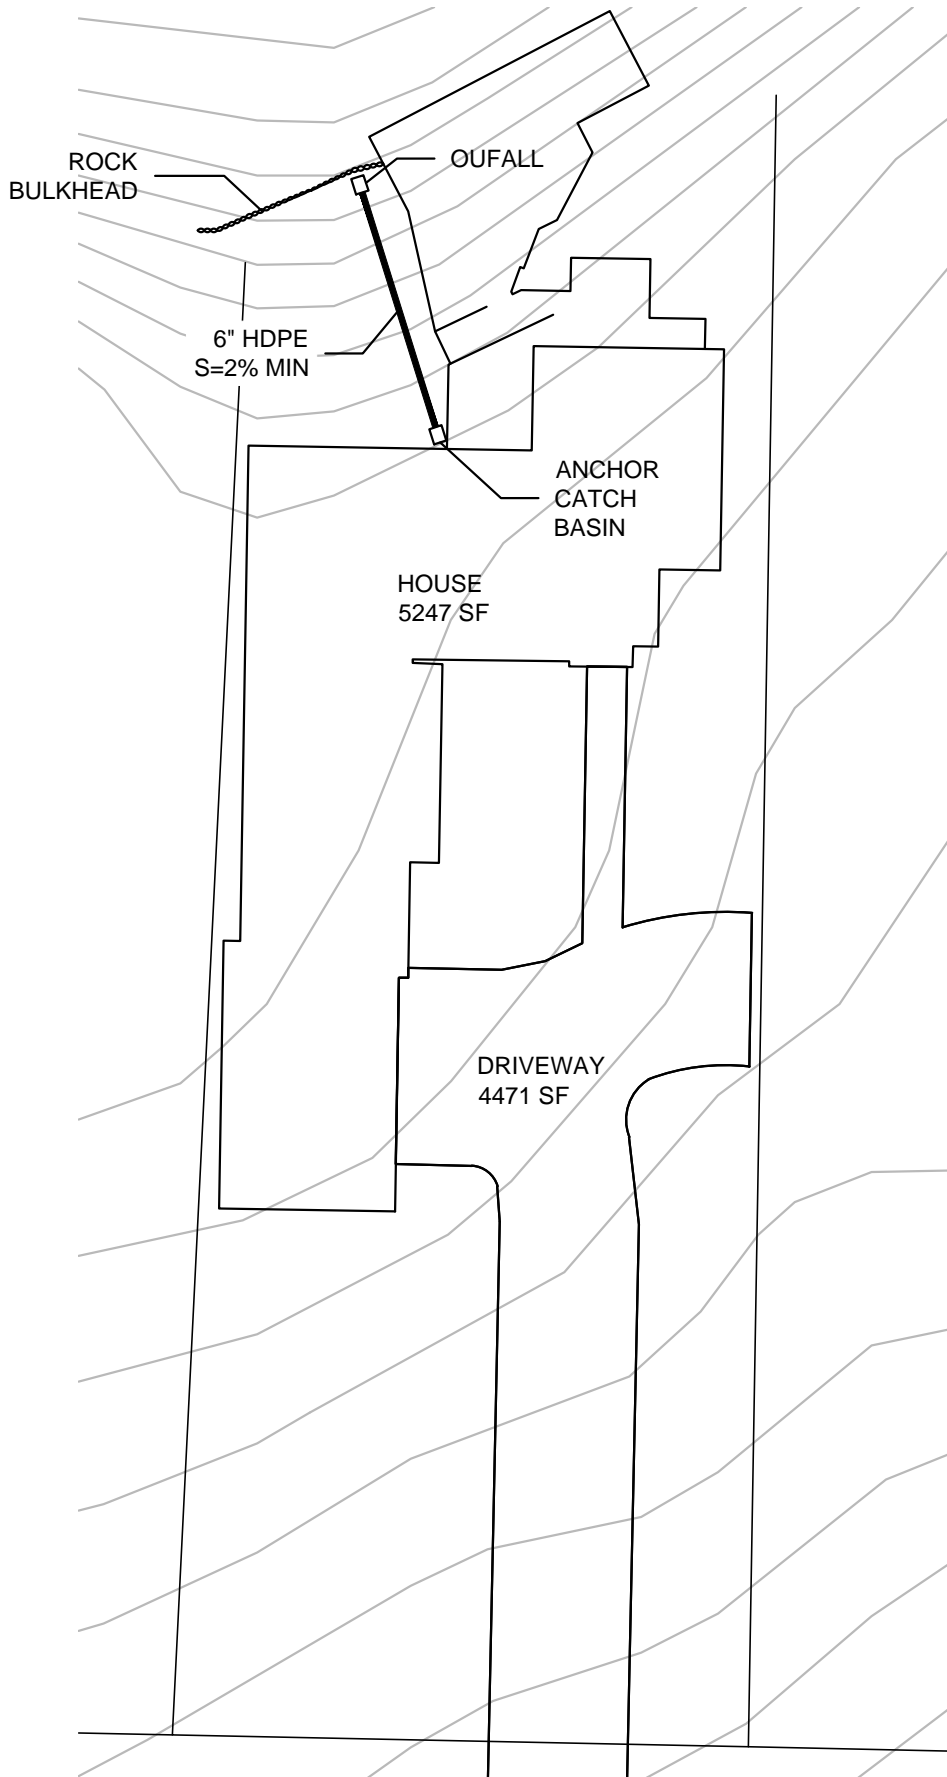 ROCK
BULKHEAD
OUFALL
6" HDPE
S=2% MIN
ANCHOR
CATCH
BASIN
HOUSE
5247 SF
DRIVEWAY
4471 SF